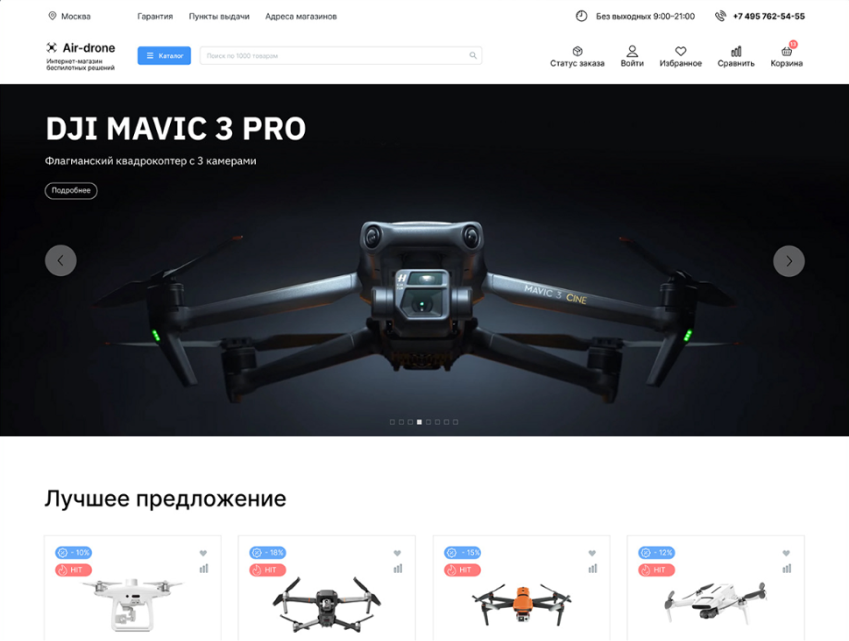 Москва
Гарантия
Пункты выдачи
Адреса магазинов
Без выходных 9:00–21:00
+7 495 762-54-55
Air-drone
Интернет-магазин
беспилотных решений
Каталог
Поиск по 1000 товарам
Статус заказа
Войти
Избранное
Сравнить
Корзина
DJI MAVIC 3 PRO
Флагманский квадрокоптер с 3 камерами
Подробнее
MAVIC 3 CINE
Лучшее предложение
- 10%
HIT
- 18%
HIT
- 15%
HIT
- 12%
HIT